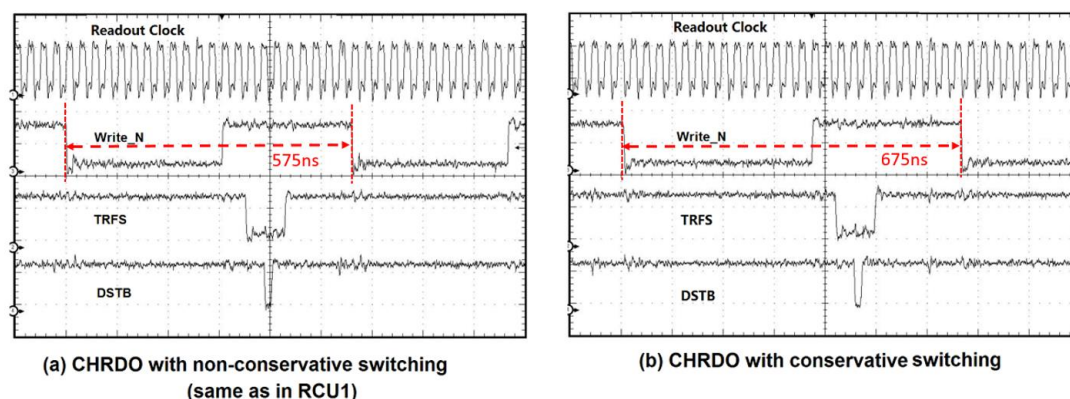 Readout Clock
Write_N
575ns
TRFS
DSTB
(a) CHRDO with non-conservative switching
(same as in RCU1)
Readout Clock
Write_N
675ns
TRFS
DSTB
(b) CHRDO with conservative switching